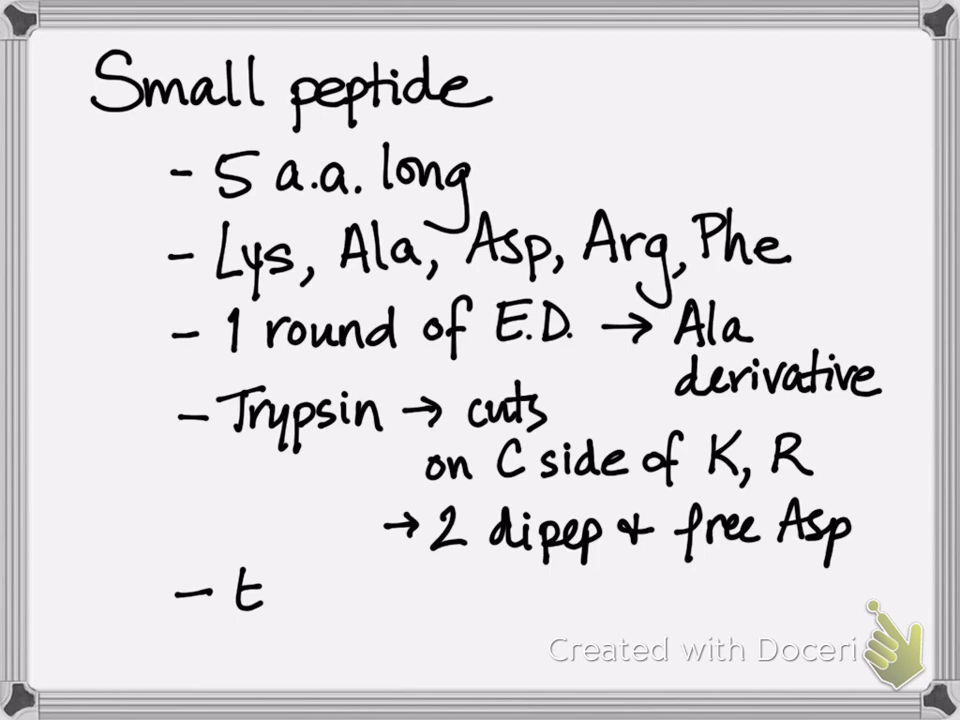 Small peptide
- 5 a.a. long
- Lys, Ala, Asp, Arg, Phe
- 1 round of E.D. → Ala
derivative
- Trypsin → cuts
on C side of K, R
→ 2 dipep & free Asp
- t
Created with Doceri